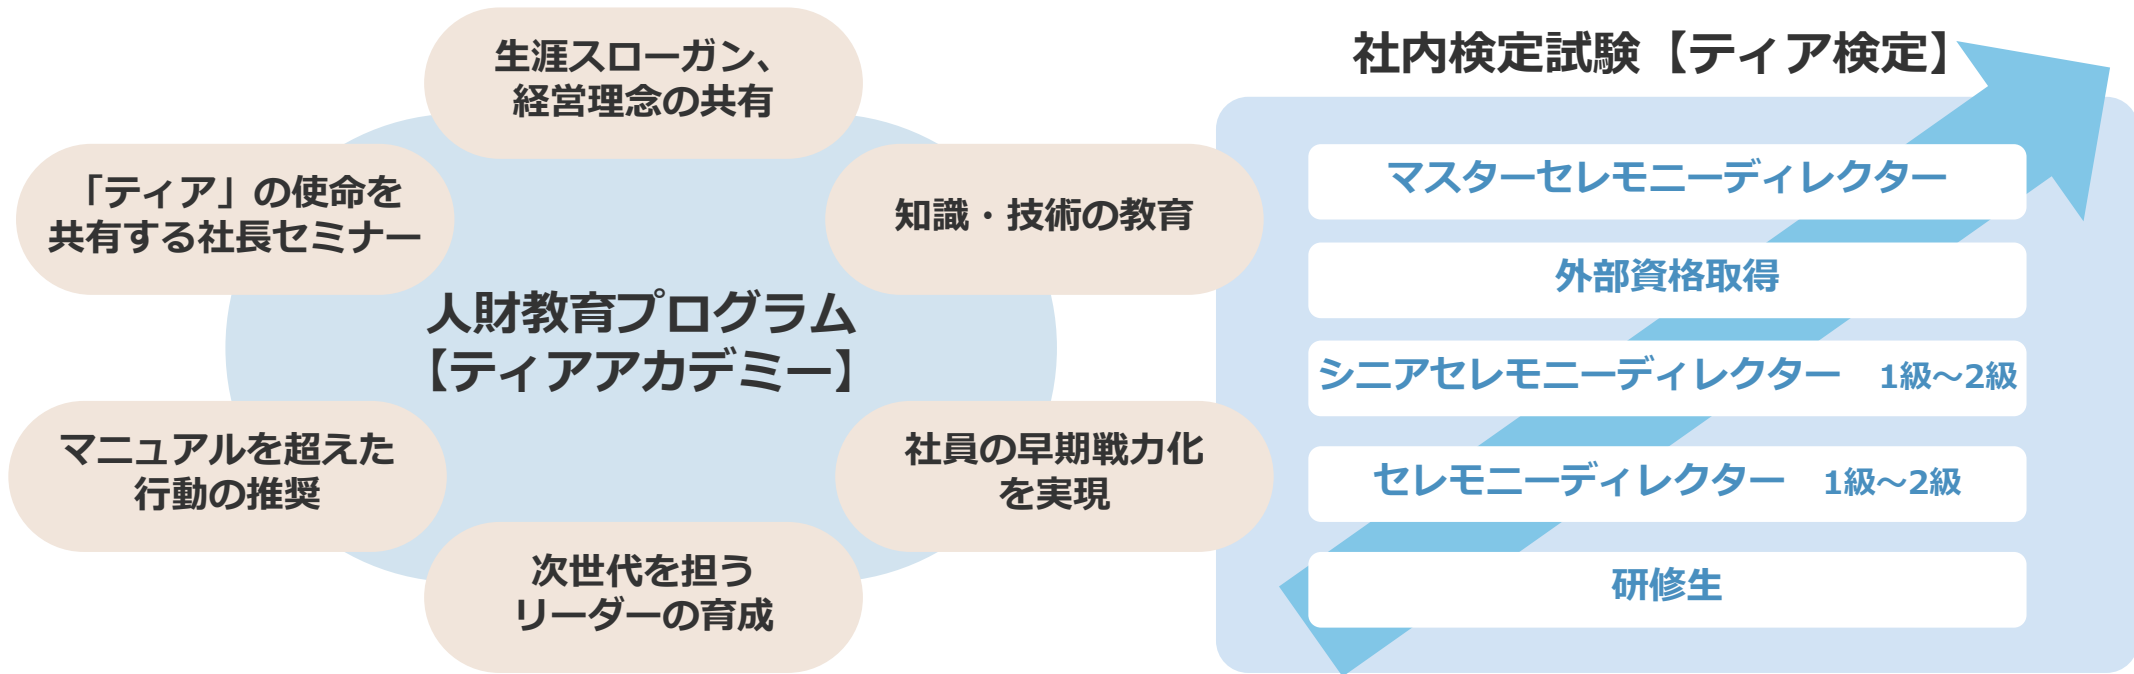 生涯スローガン、
経営理念の共有
「ティア」の使命を
共有する社長セミナー
知識・技術の教育
人財教育プログラム
【ティアアカデミー】
マニュアルを超えた
行動の推奨
社員の早期戦力化
を実現
次世代を担う
リーダーの育成
社内検定試験【ティア検定】
マスターセレモニーディレクター
外部資格取得
シニアセレモニーディレクター 1級～2級
セレモニーディレクター 1級～2級
研修生